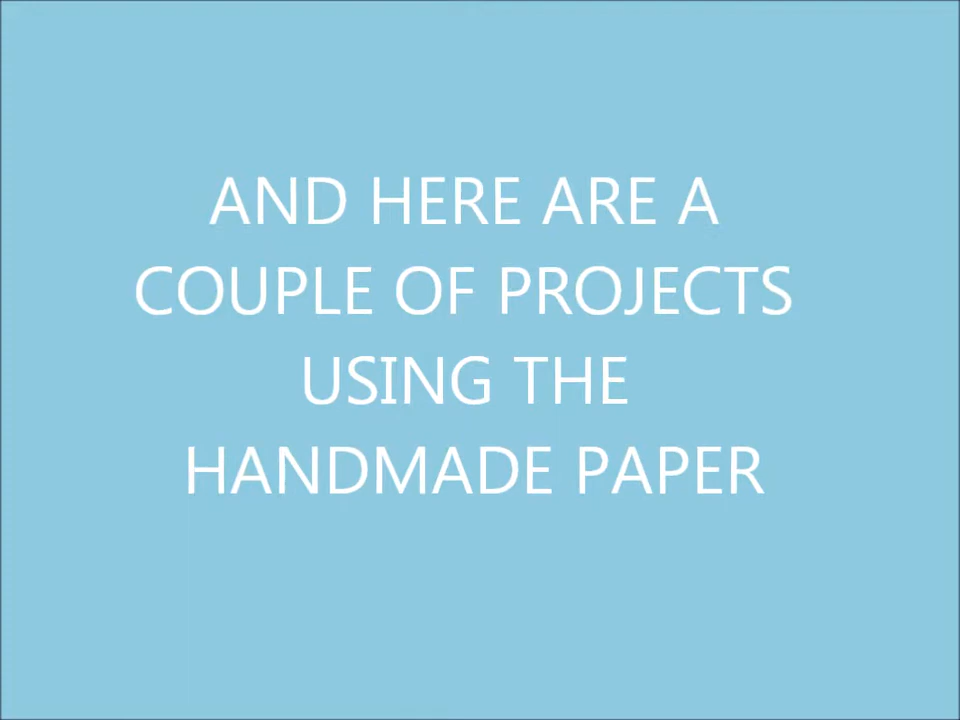 AND HERE ARE A
COUPLE OF PROJECTS
USING THE
HANDMADE PAPER